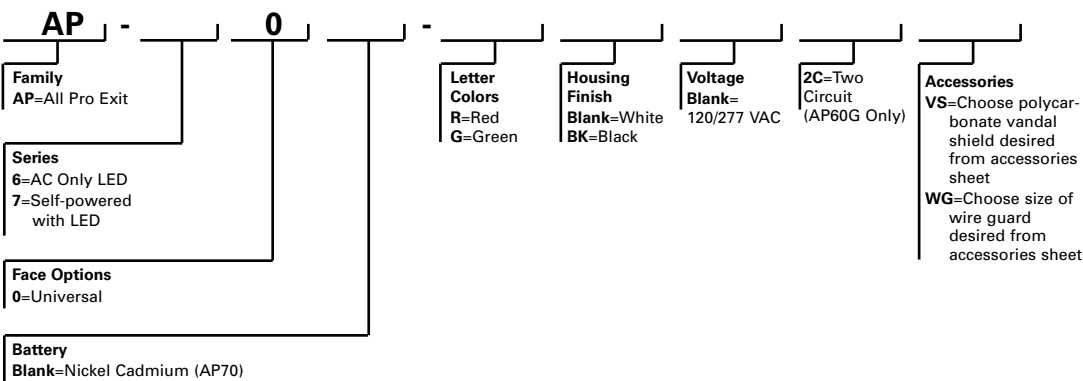 AP - 0 -
Family
AP=All Pro Exit
Series
6=AC Only LED
7=Self-powered
with LED
Face Options
0=Universal
Battery
Blank=Nickel Cadmium (AP70)
Letter
Colors
R=Red
G=Green
Housing
Finish
Blank=White
BK=Black
Voltage
Blank=
120/277 VAC
2C=Two
Circuit
(AP60G Only)
Accessories
VS=Choose polycar-
bonate vandal
shield desired
from accessories
sheet
WG=Choose size of
wire guard
desired from
accessories sheet